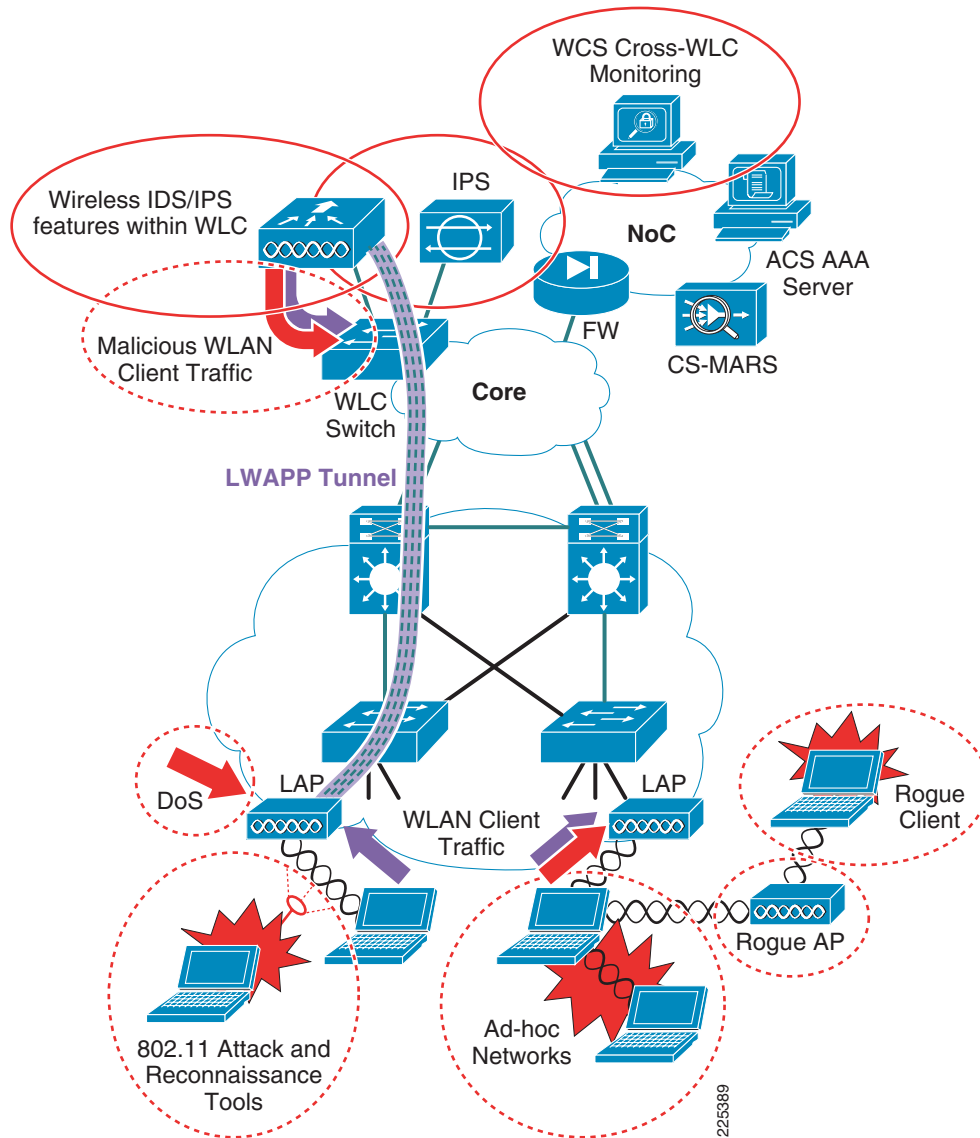 WCS Cross-WLC
Monitoring
Wireless IDS/IPS
features within WLC
IPS
NoC
ACS AAA
Server
FW
CS-MARS
Malicious WLAN
Client Traffic
WLC
Switch
Core
LWAPP Tunnel
DoS
LAP
WLAN Client
Traffic
LAP
Rogue
Client
Rogue AP
802.11 Attack and
Reconnaissance
Tools
Ad-hoc
Networks
225389